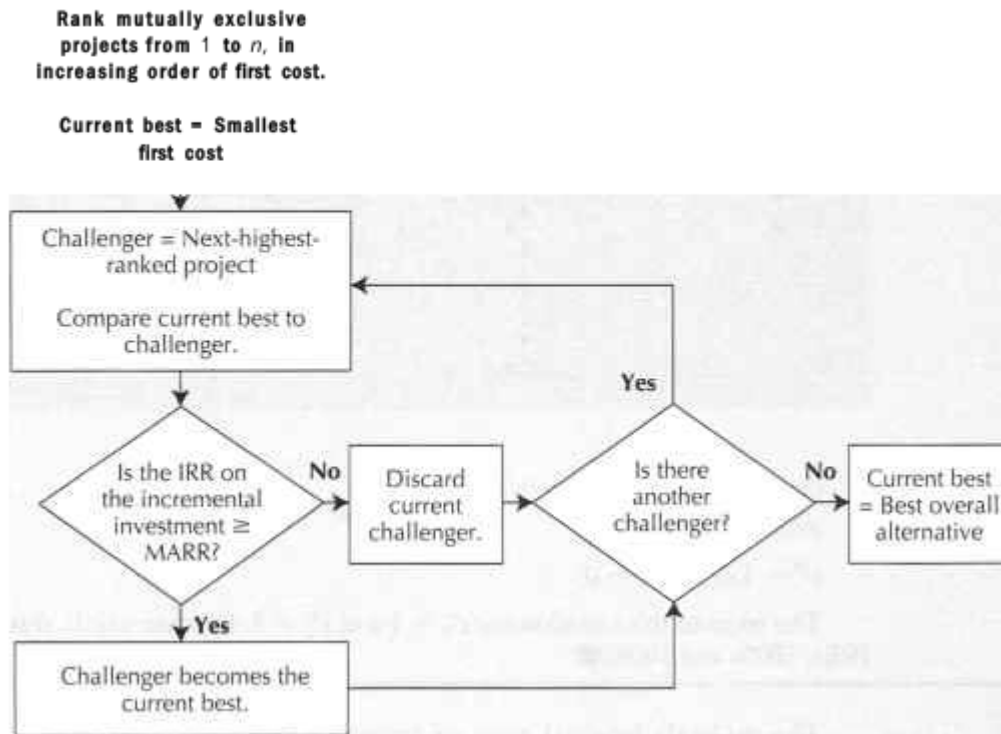 Rank mutually exclusive
projects from 1 to n, in
increasing order of first cost.
Current best = Smallest
first cost
Challenger = Next-highest-
ranked project
Compare current best to
challenger.
Yes
Is the IRR on
the incremental
investment ≥
MARR?
No
Discard
current
challenger.
Is there
another
challenger?
No
Current best
= Best overall
alternative
Yes
Challenger becomes the
current best.